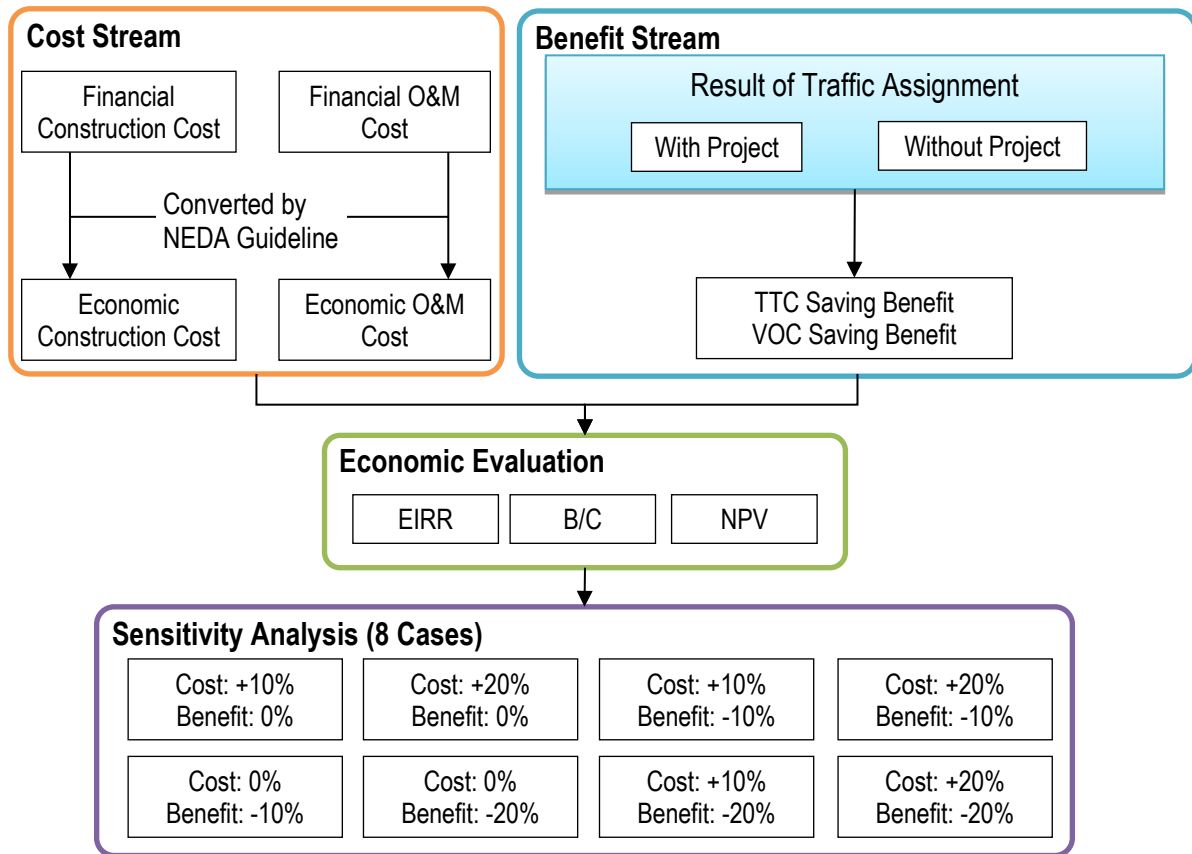 Cost Stream
Financial
Construction Cost
Financial O&M
Cost
Converted by
NEDA Guideline
Economic
Construction Cost
Economic O&M
Cost
Benefit Stream
Result of Traffic Assignment
With Project
Without Project
TTC Saving Benefit
VOC Saving Benefit
Economic Evaluation
EIRR
B/C
NPV
Sensitivity Analysis (8 Cases)
Cost: +10%
Benefit: 0%
Cost: +20%
Benefit: 0%
Cost: +10%
Benefit: -10%
Cost: +20%
Benefit: -10%
Cost: 0%
Benefit: -10%
Cost: 0%
Benefit: -20%
Cost: +10%
Benefit: -20%
Cost: +20%
Benefit: -20%